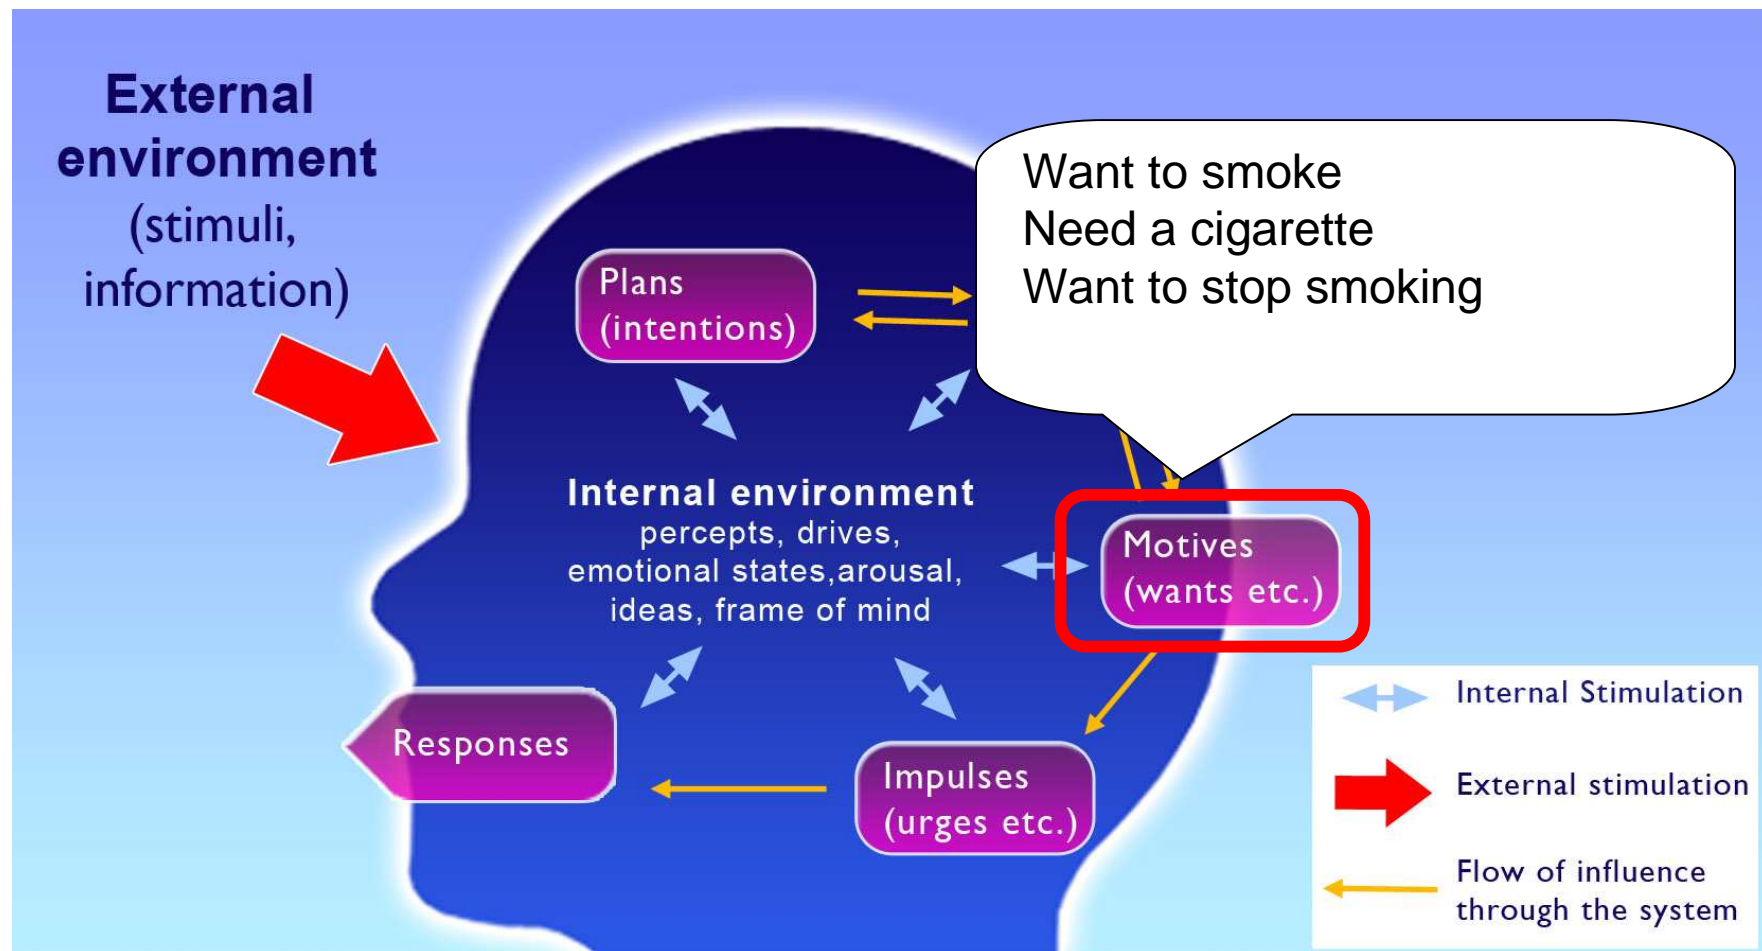 External
environment
(stimuli,
information)
Want to smoke
Need a cigarette
Want to stop smoking
Plans
(intentions)
Internal environment
percepts, drives,
emotional states,arousal,
ideas, frame of mind
Motives
(wants etc.)
Responses
Impulses
(urges etc.)
Internal Stimulation
External stimulation
Flow of influence
through the system